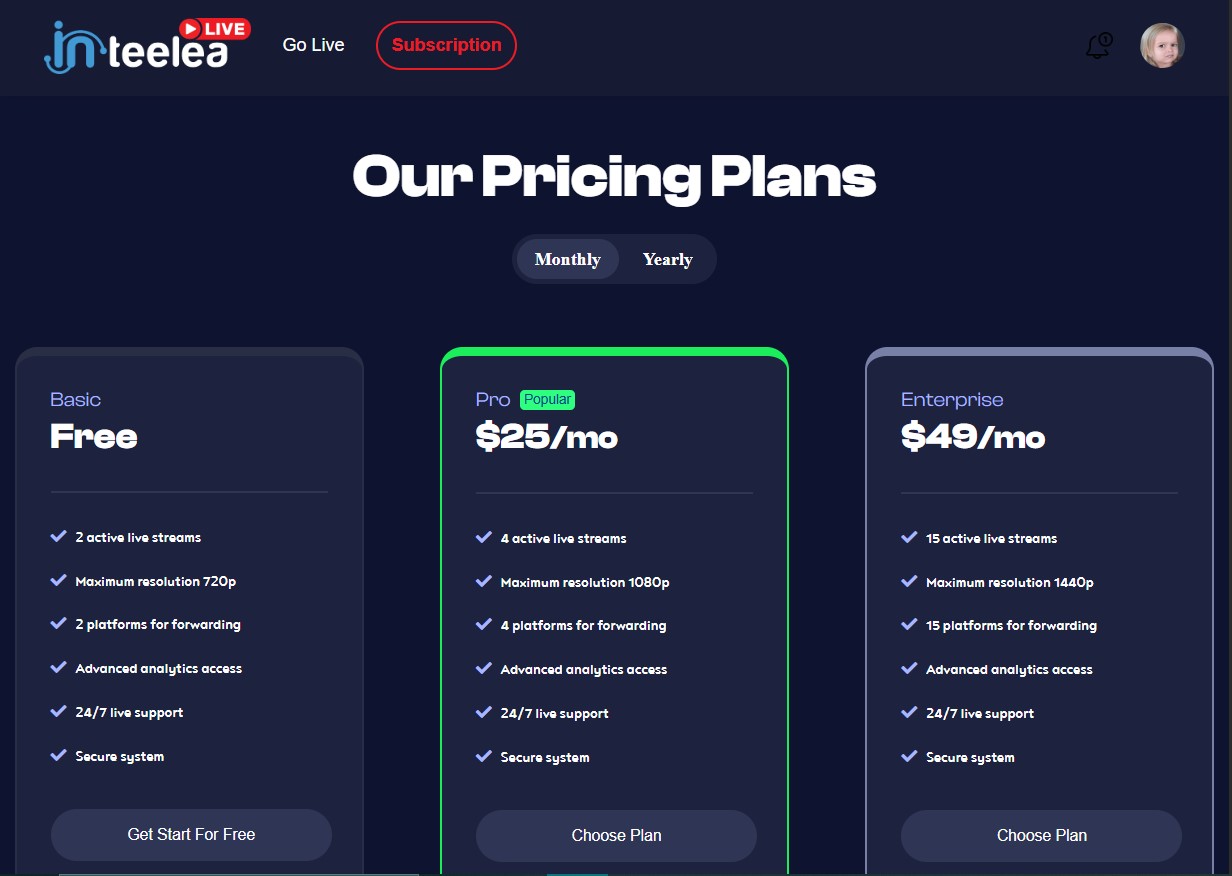 LIVE
inteelea
Go Live
Subscription
Our Pricing Plans
Monthly
Yearly
Basic
Free
2 active live streams
Maximum resolution 720p
2 platforms for forwarding
Advanced analytics access
24/7 live support
Secure system
Get Start For Free
Pro
Popular
$25/mo
4 active live streams
Maximum resolution 1080p
4 platforms for forwarding
Advanced analytics access
24/7 live support
Secure system
Choose Plan
Enterprise
$49/mo
15 active live streams
Maximum resolution 1440p
15 platforms for forwarding
Advanced analytics access
24/7 live support
Secure system
Choose Plan